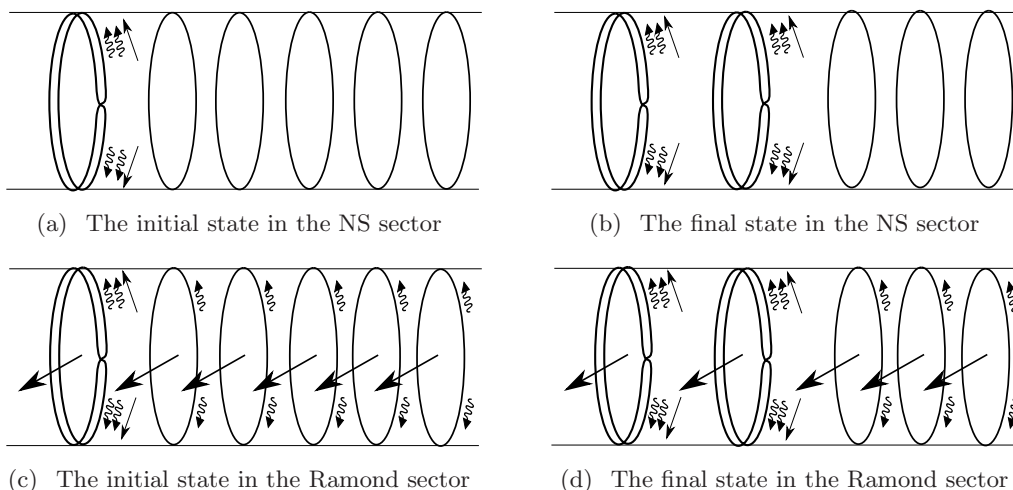 (a) The initial state in the NS sector
(b) The final state in the NS sector
(c) The initial state in the Ramond sector
(d) The final state in the Ramond sector